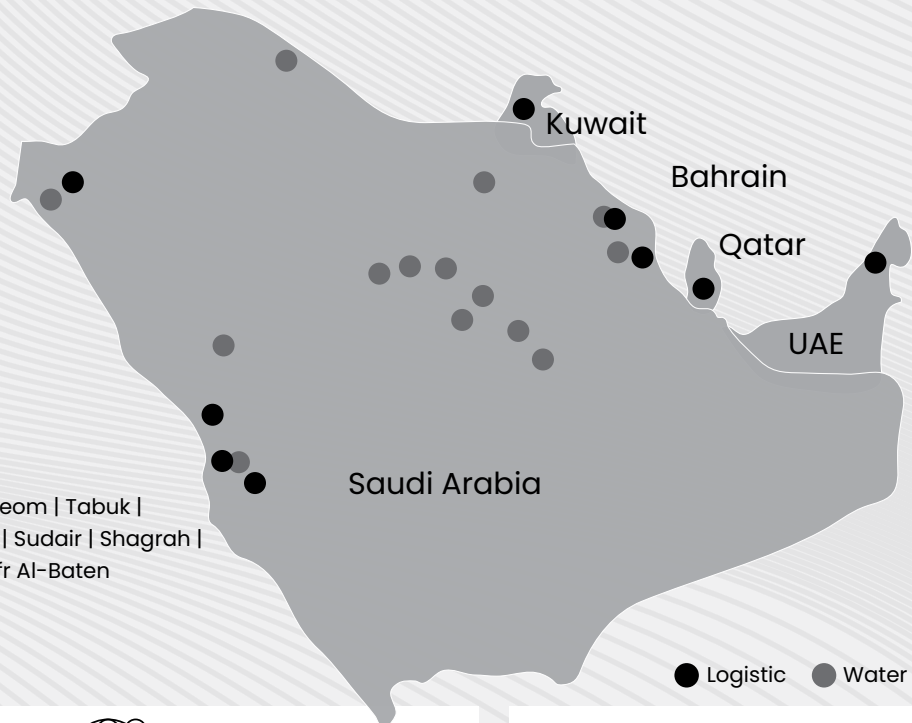 Kuwait
Bahrain
Qatar
UAE
Saudi Arabia
| Tabuk |
| Sudair | Shagrah |
Al-Baten
Logistic
Water